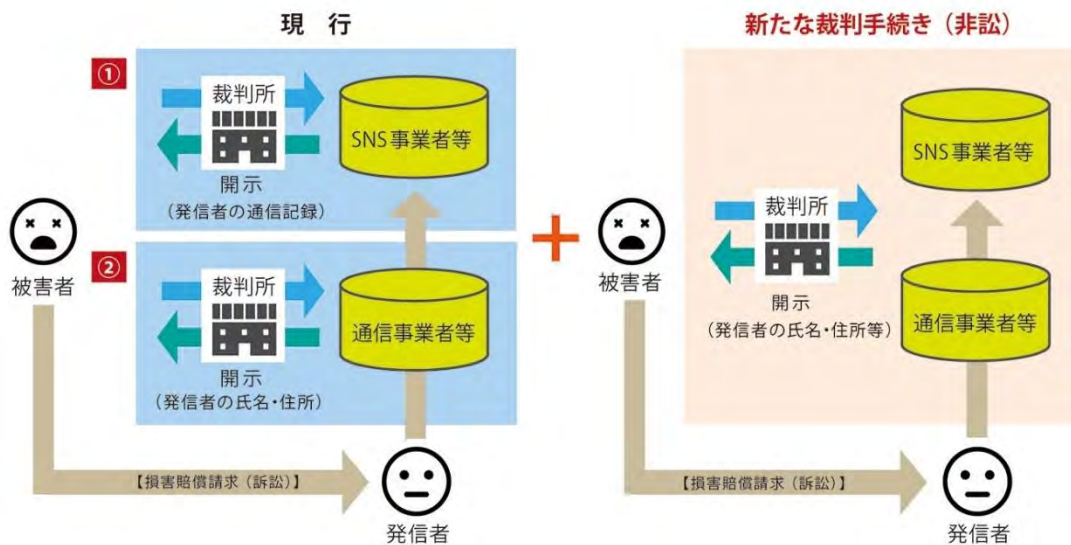 現 行
①
裁判所
開示
(発信者の通信記録)
SNS事業者等
②
裁判所
開示
(発信者の氏名・住所)
通信事業者等
被害者
【損害賠償請求(訴訟)】
発信者
新たな裁判手続き(非訟)
SNS事業者等
裁判所
開示
(発信者の氏名・住所等)
通信事業者等
被害者
【損害賠償請求(訴訟)】
発信者